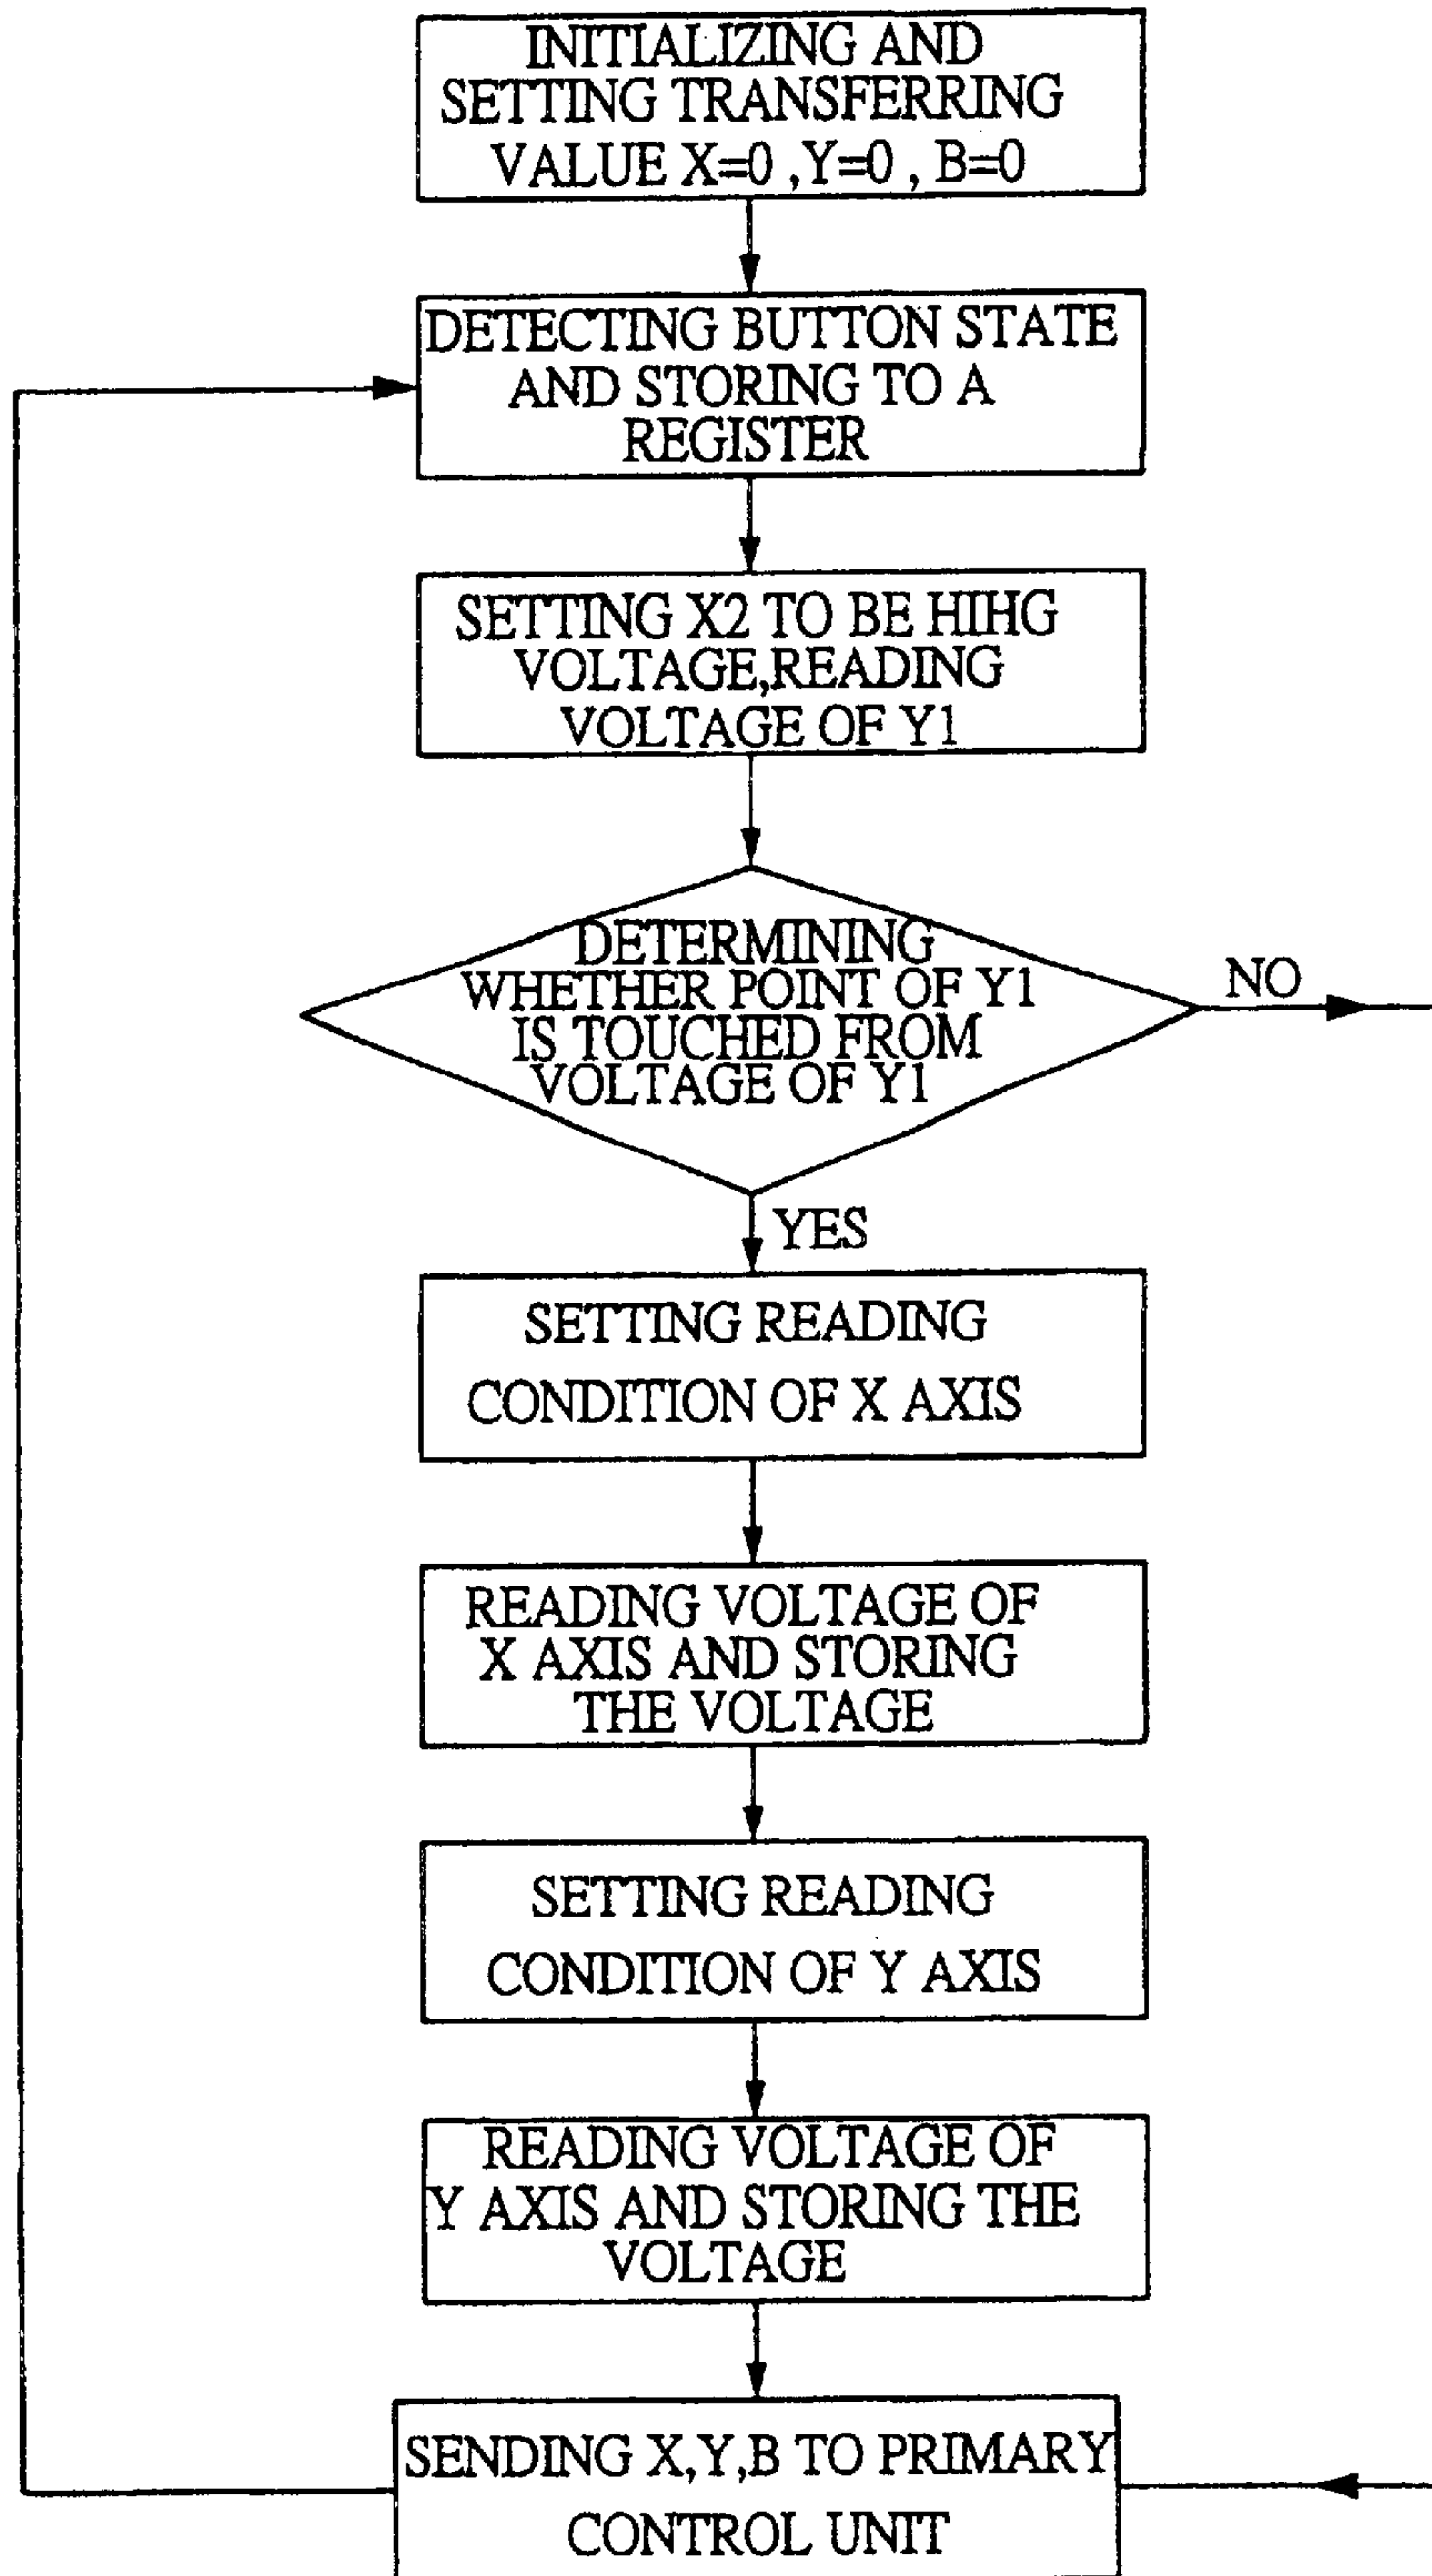 INITIALIZING AND
SETTING TRANSFERRING
VALUE X=0 ,Y=0 , B=0
DETECTING BUTTON STATE
AND STORING TO A
REGISTER
SETTING X2 TO BE HIHG
VOLTAGE,READING
VOLTAGE OF Y1
DETERMINING
WHETHER POINT OF Y1
IS TOUCHED FROM
VOLTAGE OF Y1
NO
YES
SETTING READING
CONDITION OF X AXIS
READING VOLTAGE OF
X AXIS AND STORING
THE VOLTAGE
SETTING READING
CONDITION OF Y AXIS
READING VOLTAGE OF
Y AXIS AND STORING THE
VOLTAGE
SENDING X,Y,B TO PRIMARY
CONTROL UNIT